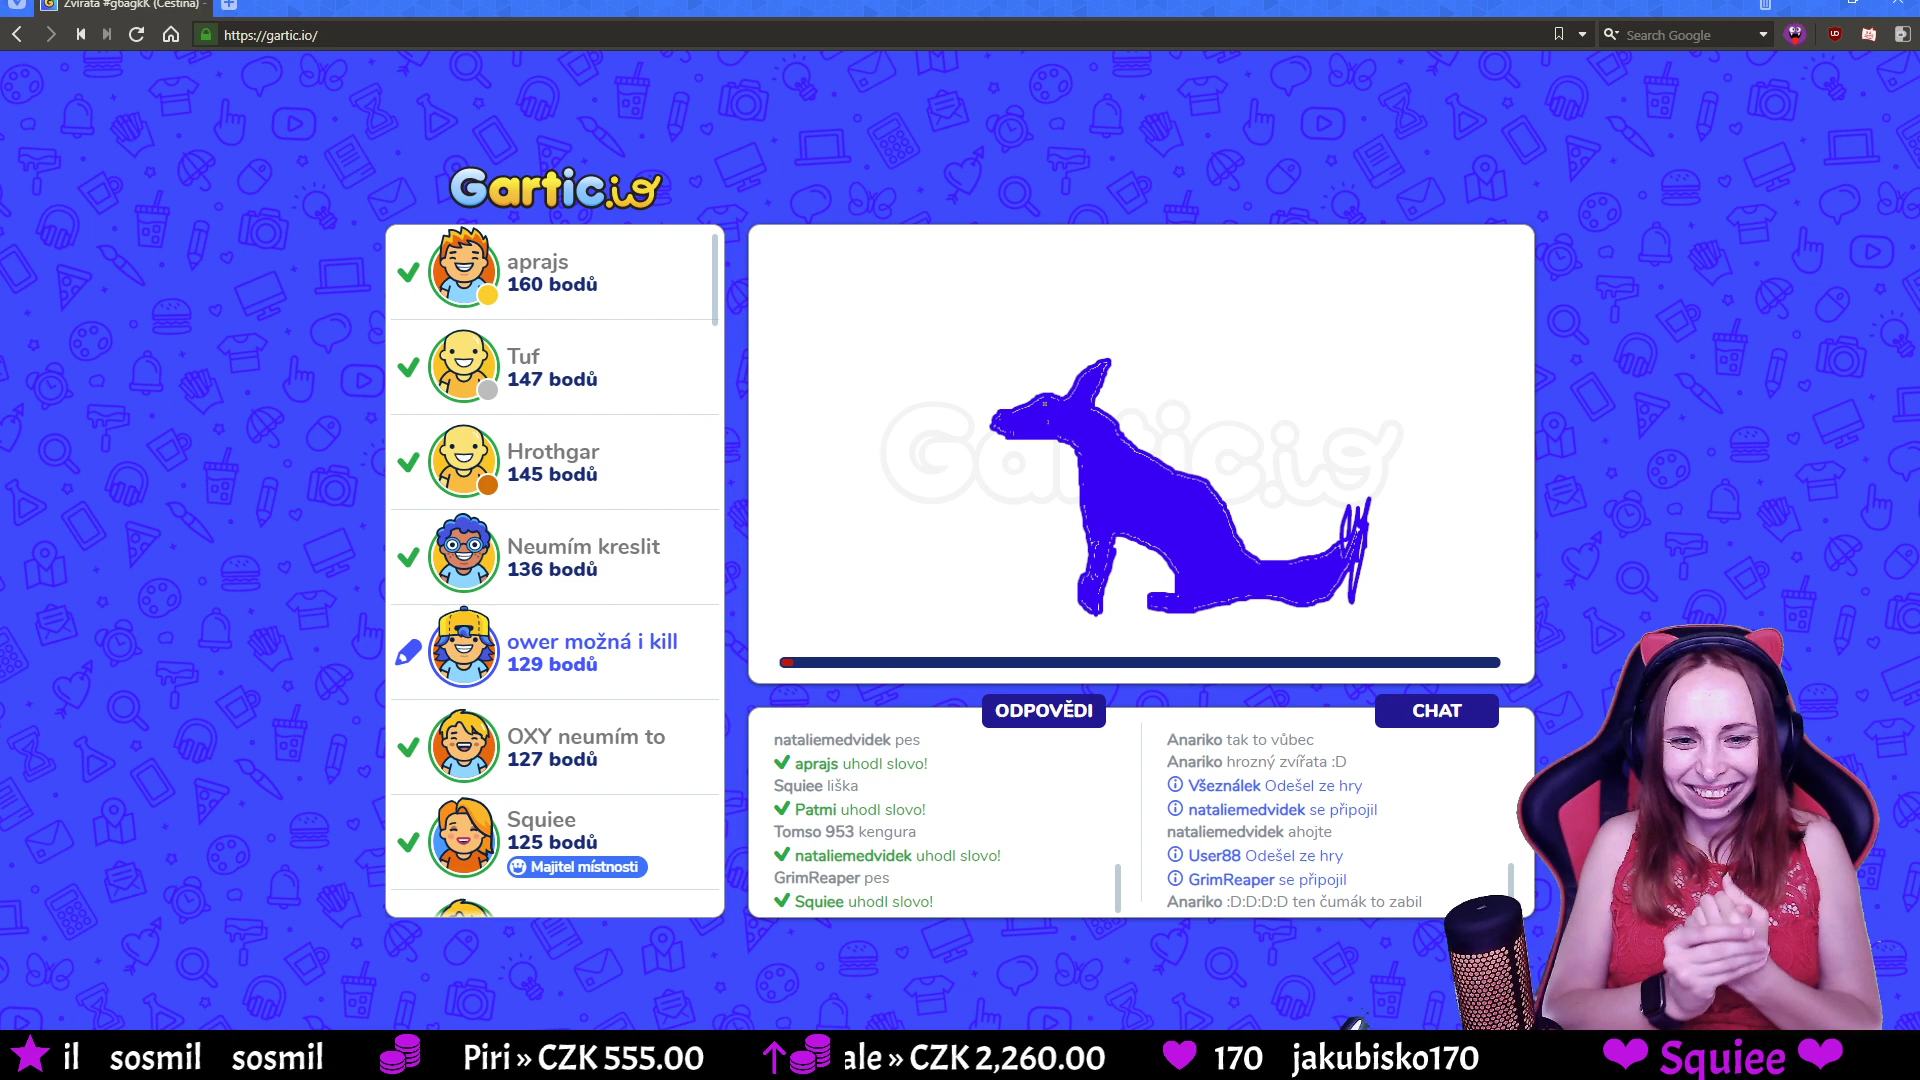 Zvířata #gbagkK (Čeština) -
https://gartic.io/
Search Google
Gartic.io
aprajs
160 bodů
Tuf
147 bodů
Hrothgar
145 bodů
Neumím kreslit
136 bodů
ower možná i kill
129 bodů
OXY neumím to
127 bodů
Squiee
125 bodů
Majitel místnosti
Gartic.io
ODPOVĚDI
nataliemedvidek pes
aprajs uhodl slovo!
Squiee liška
Patmi uhodl slovo!
Tomso 953 kengura
nataliemedvidek uhodl slovo!
GrimReaper pes
Squiee uhodl slovo!
CHAT
Anariko tak to vůbec
Anariko hrozný zvířata :D
Všeználek Odešel ze hry
nataliemedvidek se připojil
nataliemedvidek ahojte
User88 Odešel ze hry
GrimReaper se připojil
Anariko :D:D:D:D ten čumák to zabil
il sosmil sosmil
Piri » CZK 555.00
ale » CZK 2,260.00
170 jakubisko170
Squiee